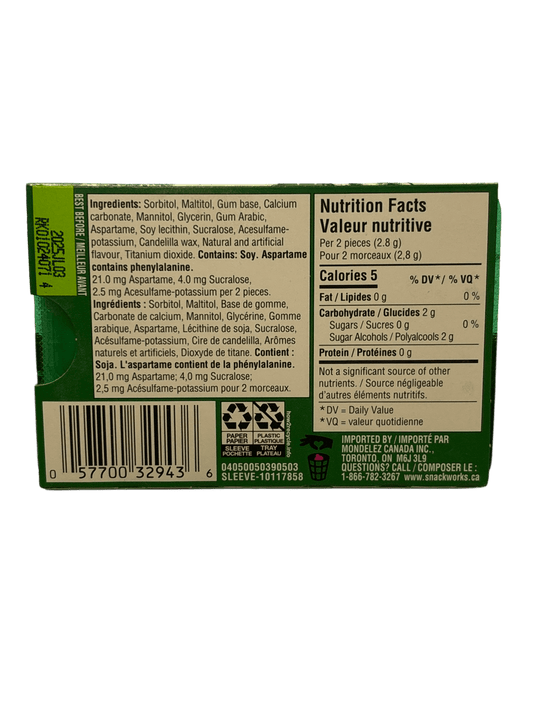 BEST BEFORE / MEILLEUR AVANT
2025 JL 03
RK01024071 4
Ingredients: Sorbitol, Maltitol, Gum base, Calcium
carbonate, Mannitol, Glycerin, Gum Arabic,
Aspartame, Soy lecithin, Sucralose, Acesulfame-
potassium, Candelilla wax, Natural and artificial
flavour, Titanium dioxide. Contains: Soy. Aspartame
contains phenylalanine.
21.0 mg Aspartame, 4.0 mg Sucralose,
2.5 mg Acesulfame-potassium per 2 pieces.
Ingrédients : Sorbitol, Maltitol, Base de gomme,
Carbonate de calcium, Mannitol, Glycérine, Gomme
arabique, Aspartame, Lécithine de soja, Sucralose,
Acésulfame-potassium, Cire de candelilla, Arômes
naturels et artificiels, Dioxyde de titane. Contient :
Soja. L'aspartame contient de la phénylalanine.
21,0 mg Aspartame; 4,0 mg Sucralose;
2,5 mg Acésulfame-potassium pour 2 morceaux.
0 57700 32943 6
PAPER
PAPIER
SLEEVE
POCHETTE
PLASTIC
PLASTIQUE
TRAY
PLATEAU
how2recycle.info
04050050390503
SLEEVE-10117858
Nutrition Facts
Valeur nutritive
Per 2 pieces (2.8 g)
Pour 2 morceaux (2,8 g)
Calories 5 % DV* / % VQ*
Fat / Lipides 0 g 0 %
Carbohydrate / Glucides 2 g
Sugars / Sucres 0 g 0 %
Sugar Alcohols / Polyalcools 2 g
Protein / Protéines 0 g
Not a significant source of other
nutrients. / Source négligeable
d'autres éléments nutritifs.
*DV = Daily Value
*VQ = valeur quotidienne
IMPORTED BY / IMPORTÉ PAR
MONDELEZ CANADA INC.,
TORONTO, ON M6J 3L9
QUESTIONS? CALL / COMPOSER LE :
1-866-782-3267 www.snackworks.ca